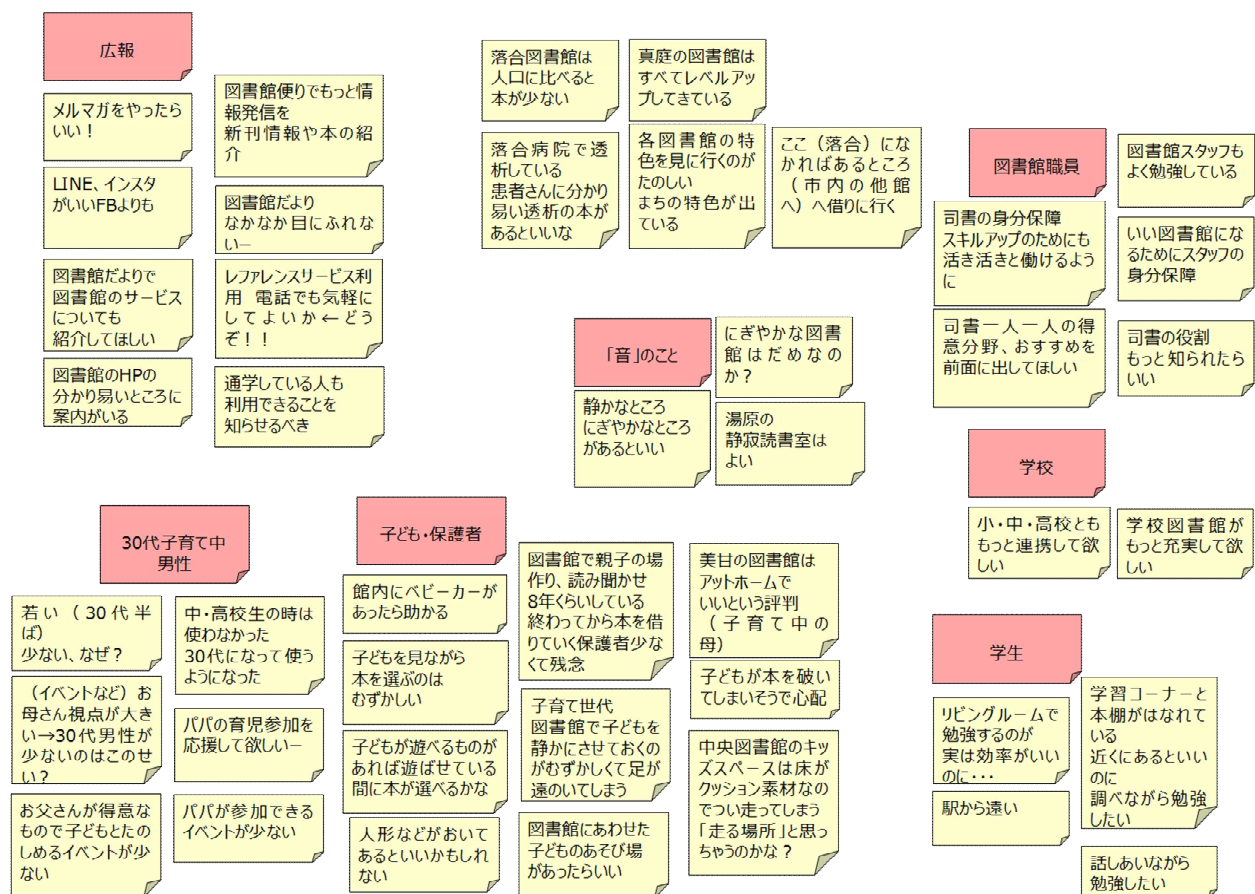 広報
メルマガをやったら
いい！
図書館便りでもっと情
報発信を
新刊情報や本の紹
介
LINE、インスタ
がいいFBよりも
図書館だより
なかなか目にふれな
いー
図書館だよりで
図書館のサービス
についても
紹介してほしい
レファレンスサービス利
用　電話でも気軽に
してよいか←どう
ぞ！！
図書館のHPの
分かり易いところに
案内がいる
通学している人も
利用できることを
知らせるべき
落合図書館は
人口に比べると
本が少ない
真庭の図書館は
すべてレベルアッ
プしてきている
落合病院で透
析している
患者さんに分かり
易い透析の本が
あるといいな
各図書館の特
色を見に行くのが
たのしい
まちの特色が出
ている
ここ（落合）にな
かればあるところ
（市内の他館
へ）へ借りに行く
「音」のこと
にぎやかな図書
館はだめなの
か？
静かなところ
にぎやかなところ
があるといい
湯原の
静寂読書室は
よい
図書館職員
図書館スタッフも
よく勉強している
司書の身分保障
スキルアップのためにも
活き活きと働けるよう
に
いい図書館にな
るためにスタッフの
身分保障
司書一人一人の得
意分野、おすすめを
前面に出してほしい
司書の役割
もっと知られたら
いい
学校
小・中・高校とも
もっと連携して欲
しい
学校図書館が
もっと充実して欲
しい
30代子育て中
男性
若い（30代半
ば）
少ない、なぜ？
中・高校生の時は
使わなかった
30代になって使う
ようになった
（イベントなど）お
母さん視点が大き
い→30代男性が
少ないのはこのせ
い？
パパの育児参加を
応援して欲しいー
お父さんが得意な
もので子どもとたの
しめるイベントが少
ない
パパが参加できる
イベントが少ない
子ども・保護者
館内にベビーカーが
あったら助かる
図書館で親子の場
作り、読み聞かせ
8年くらいしている
終わってから本を借
りていく保護者少な
くて残念
美甘の図書館は
アットホームで
いいという評判
（子育て中の
母）
子どもを見ながら
本を選ぶのは
むずかしい
子どもが本を破い
てしまいそうで心配
子育て世代
図書館で子どもを
静かにさせておくの
がむずかしくて足が
遠のいてしまう
子どもが遊べるものが
あれば遊ばせている
間に本が選べるかな
中央図書館のキッ
ズスペースは床が
クッション素材なの
でつい走ってしまう
「走る場所」と思っ
ちゃうのかな？
人形などがおいて
あるといいかもしれ
ない
図書館にあわせた
子どものあそび場
があったらいい
学生
リビングルームで
勉強するのが
実は効率がいい
のに・・・
学習コーナーと
本棚がはなれて
いる
近くにあるといい
のに
調べながら勉強
したい
駅から遠い
話しあいながら
勉強したい